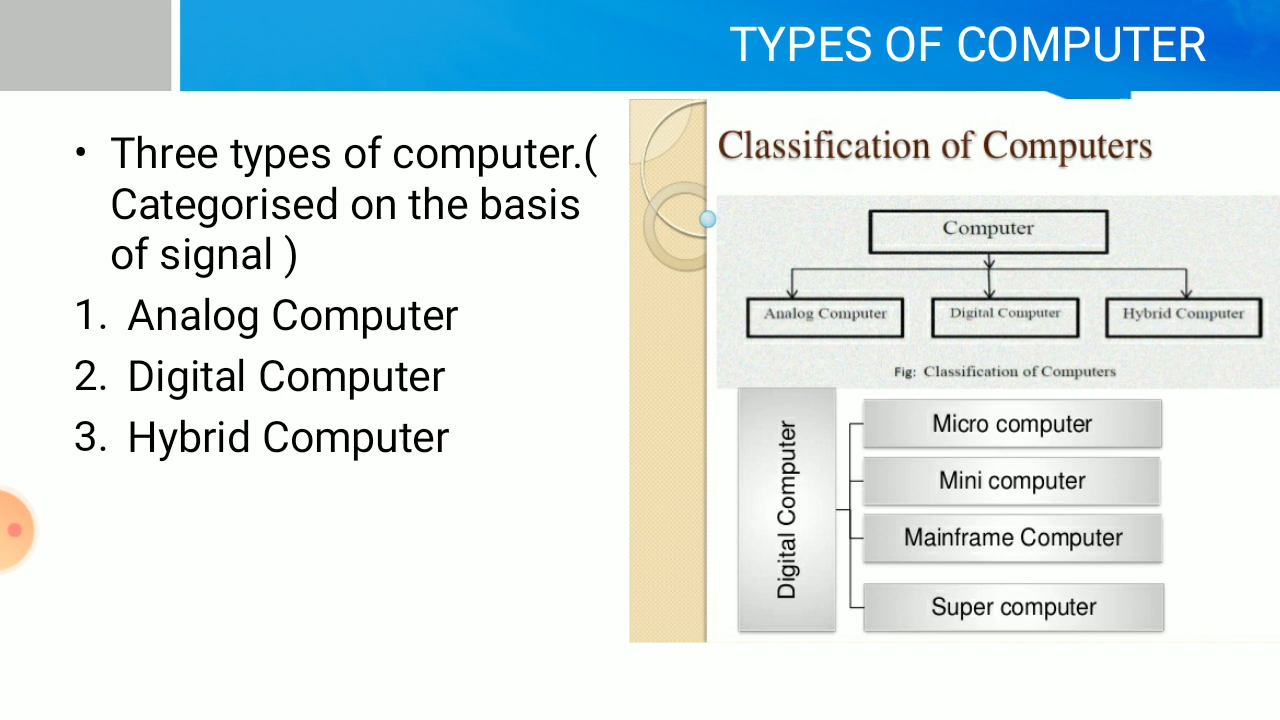 TYPES OF COMPUTER
• Three types of computer.(
Categorised on the basis
of signal )
1. Analog Computer
2. Digital Computer
3. Hybrid Computer
Classification of Computers
Computer
Analog Computer
Digital Computer
Hybrid Computer
Fig: Classification of Computers
Digital Computer
Micro computer
Mini computer
Mainframe Computer
Super computer